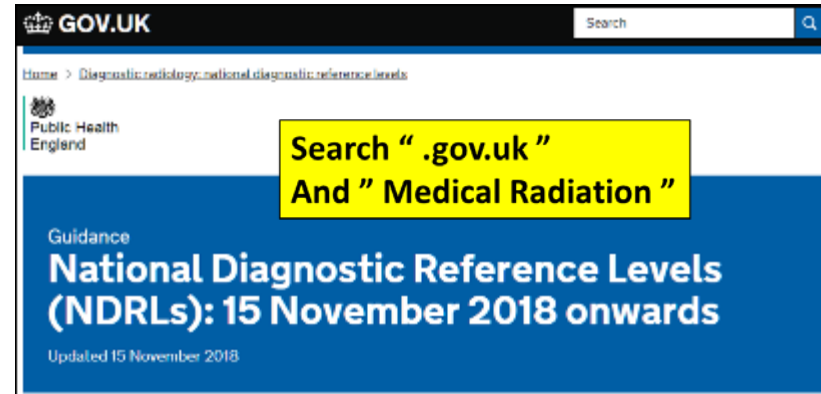 GOV.UK
Search
Home > Diagnostic radiology: national diagnostic reference levels
Public Health
England
Search “ .gov.uk ”
And ” Medical Radiation ”
Guidance
National Diagnostic Reference Levels
(NDRLs): 15 November 2018 onwards
Updated 15 November 2018